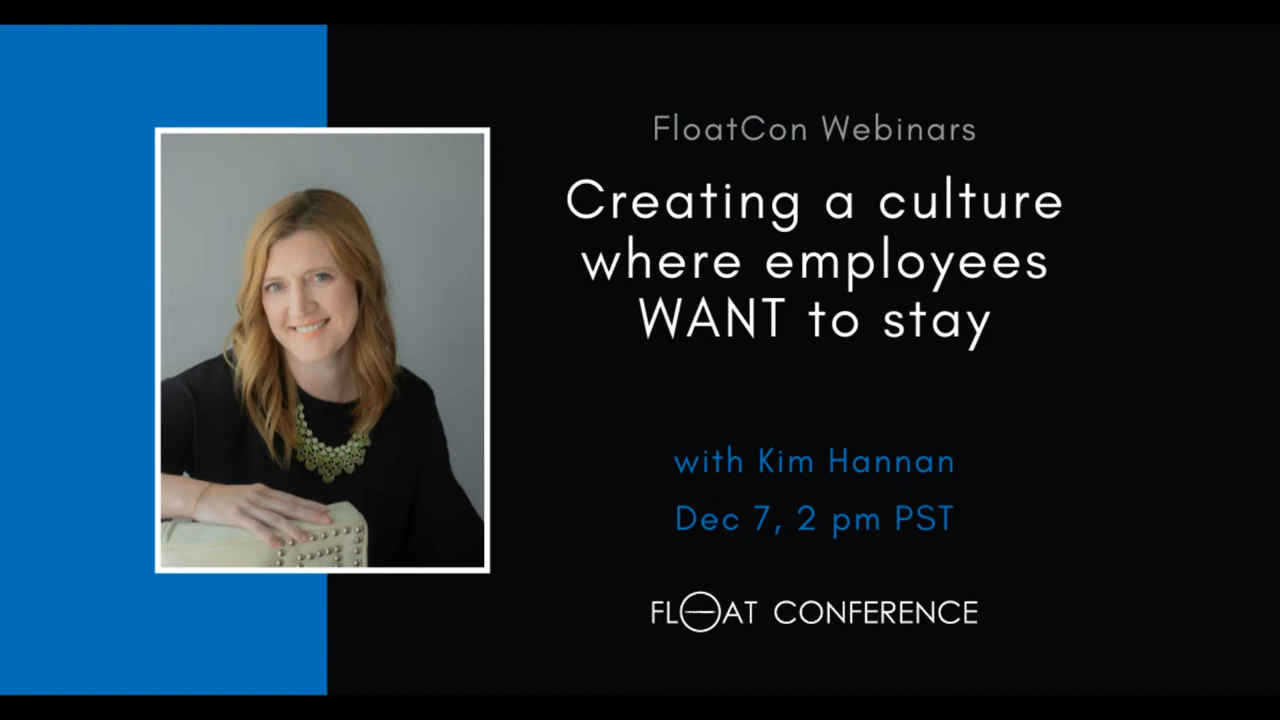 FloatCon Webinars
Creating a culture
where employees
WANT to stay
with Kim Hannan
Dec 7, 2 pm PST
FLOAT CONFERENCE